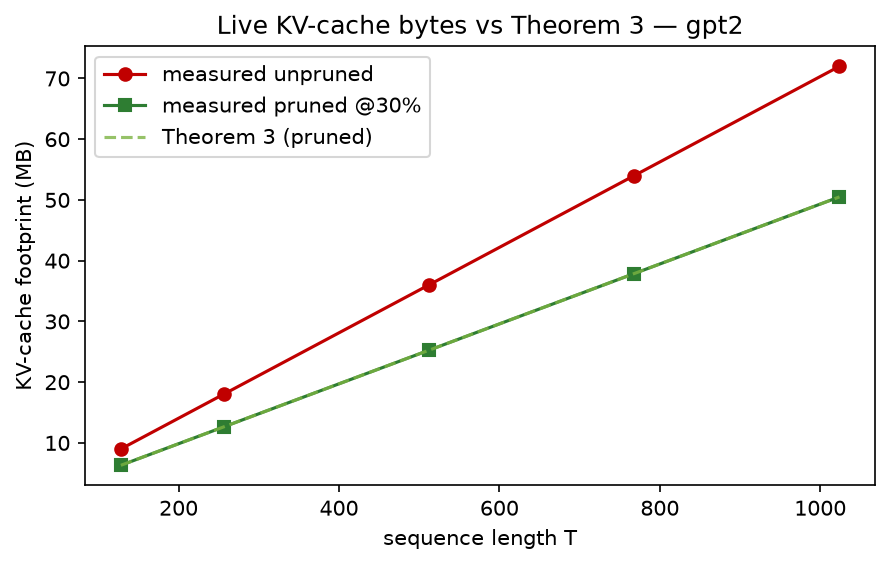 Live KV-cache bytes vs Theorem 3 — gpt2
measured unpruned
measured pruned @30%
Theorem 3 (pruned)
KV-cache footprint (MB)
70
60
50
40
30
20
10
200 400 600 800 1000
sequence length T